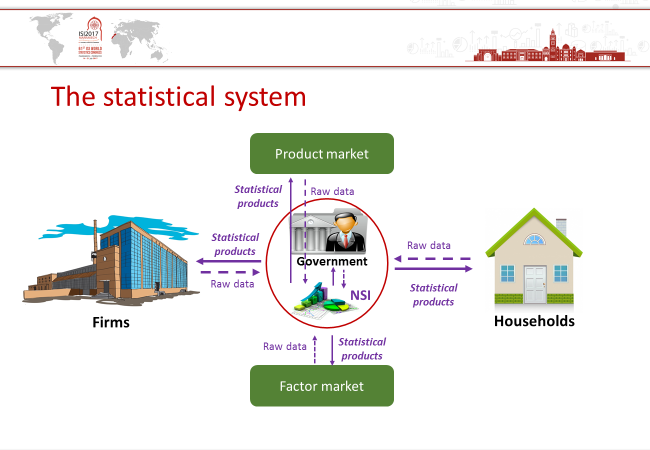 ISI2017
The statistical system
Product market
Statistical
products
Raw data
Statistical
products
Raw data
Government
NSI
Raw data
Statistical
products
Firms
Households
Raw data
Statistical
products
Factor market